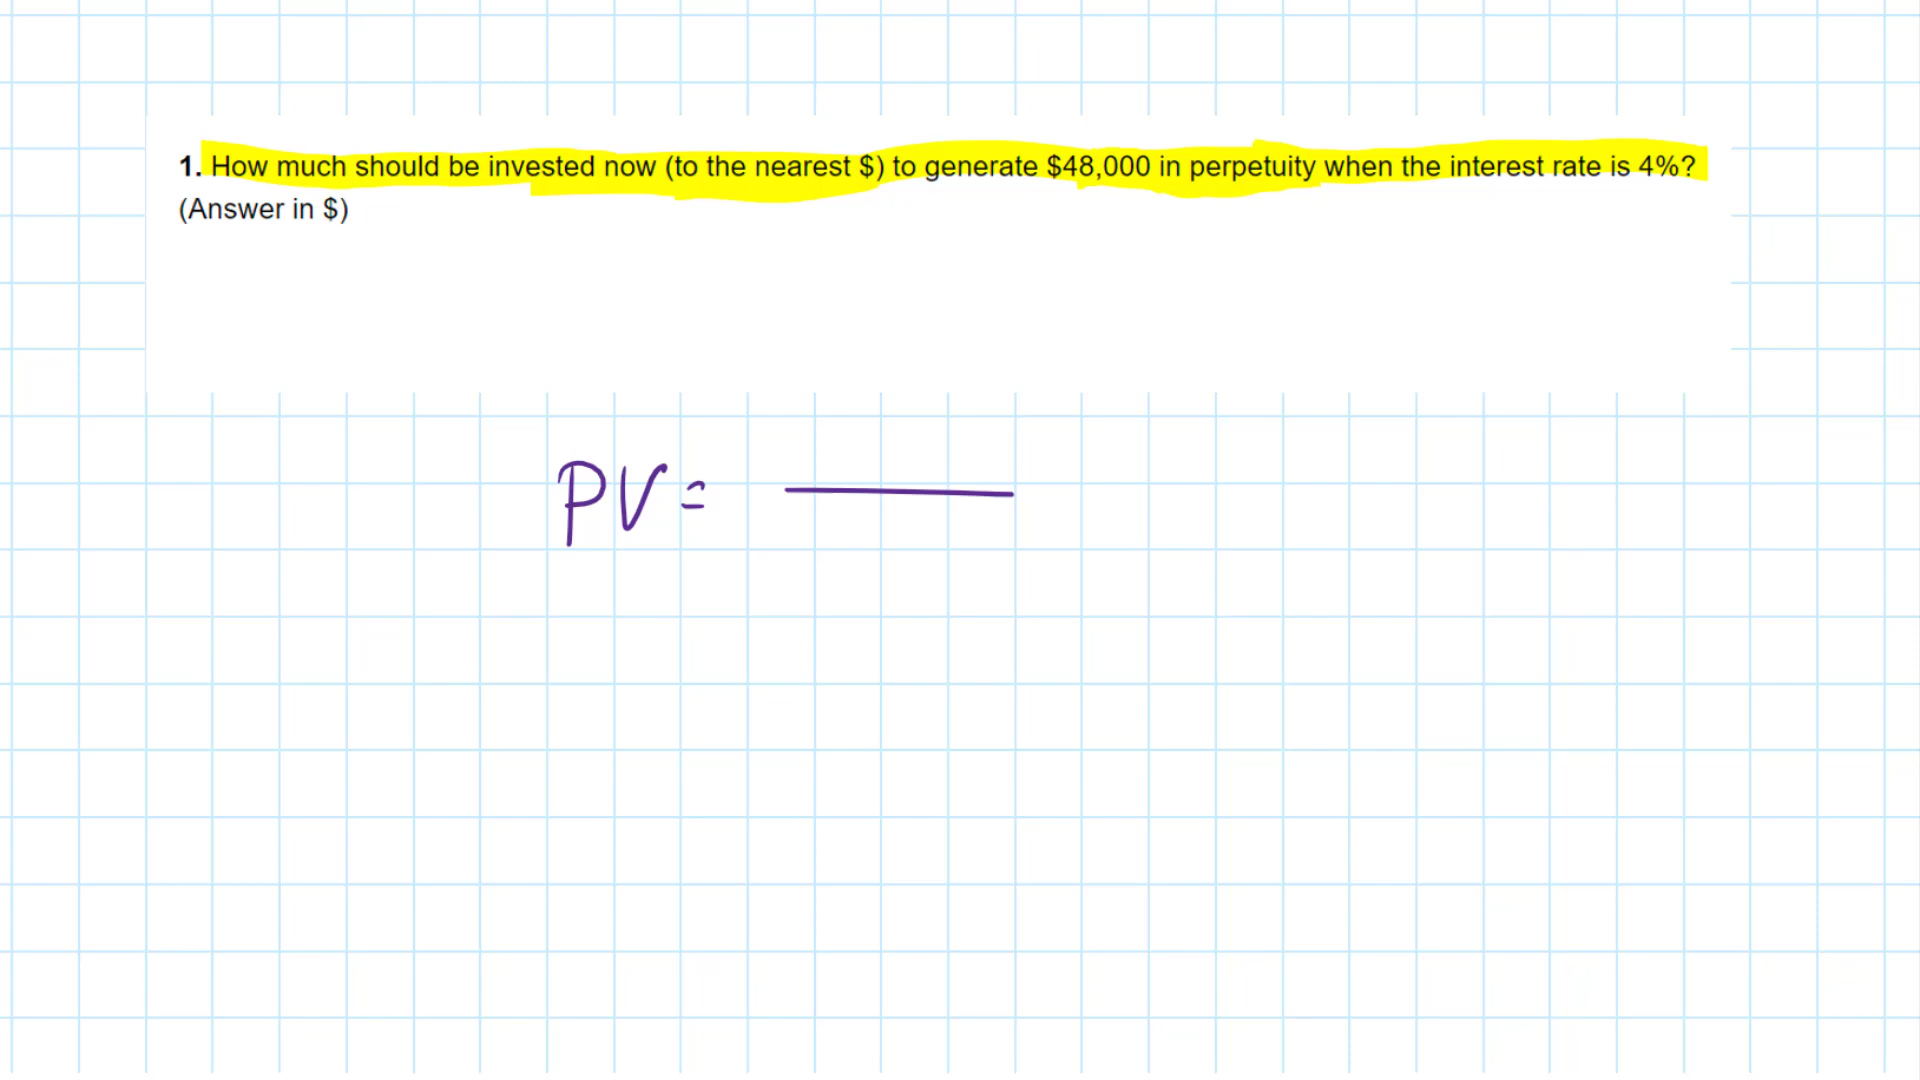 1. How much should be invested now (to the nearest $) to generate $48,000 in perpetuity when the interest rate is 4%?
(Answer in $)
PV=